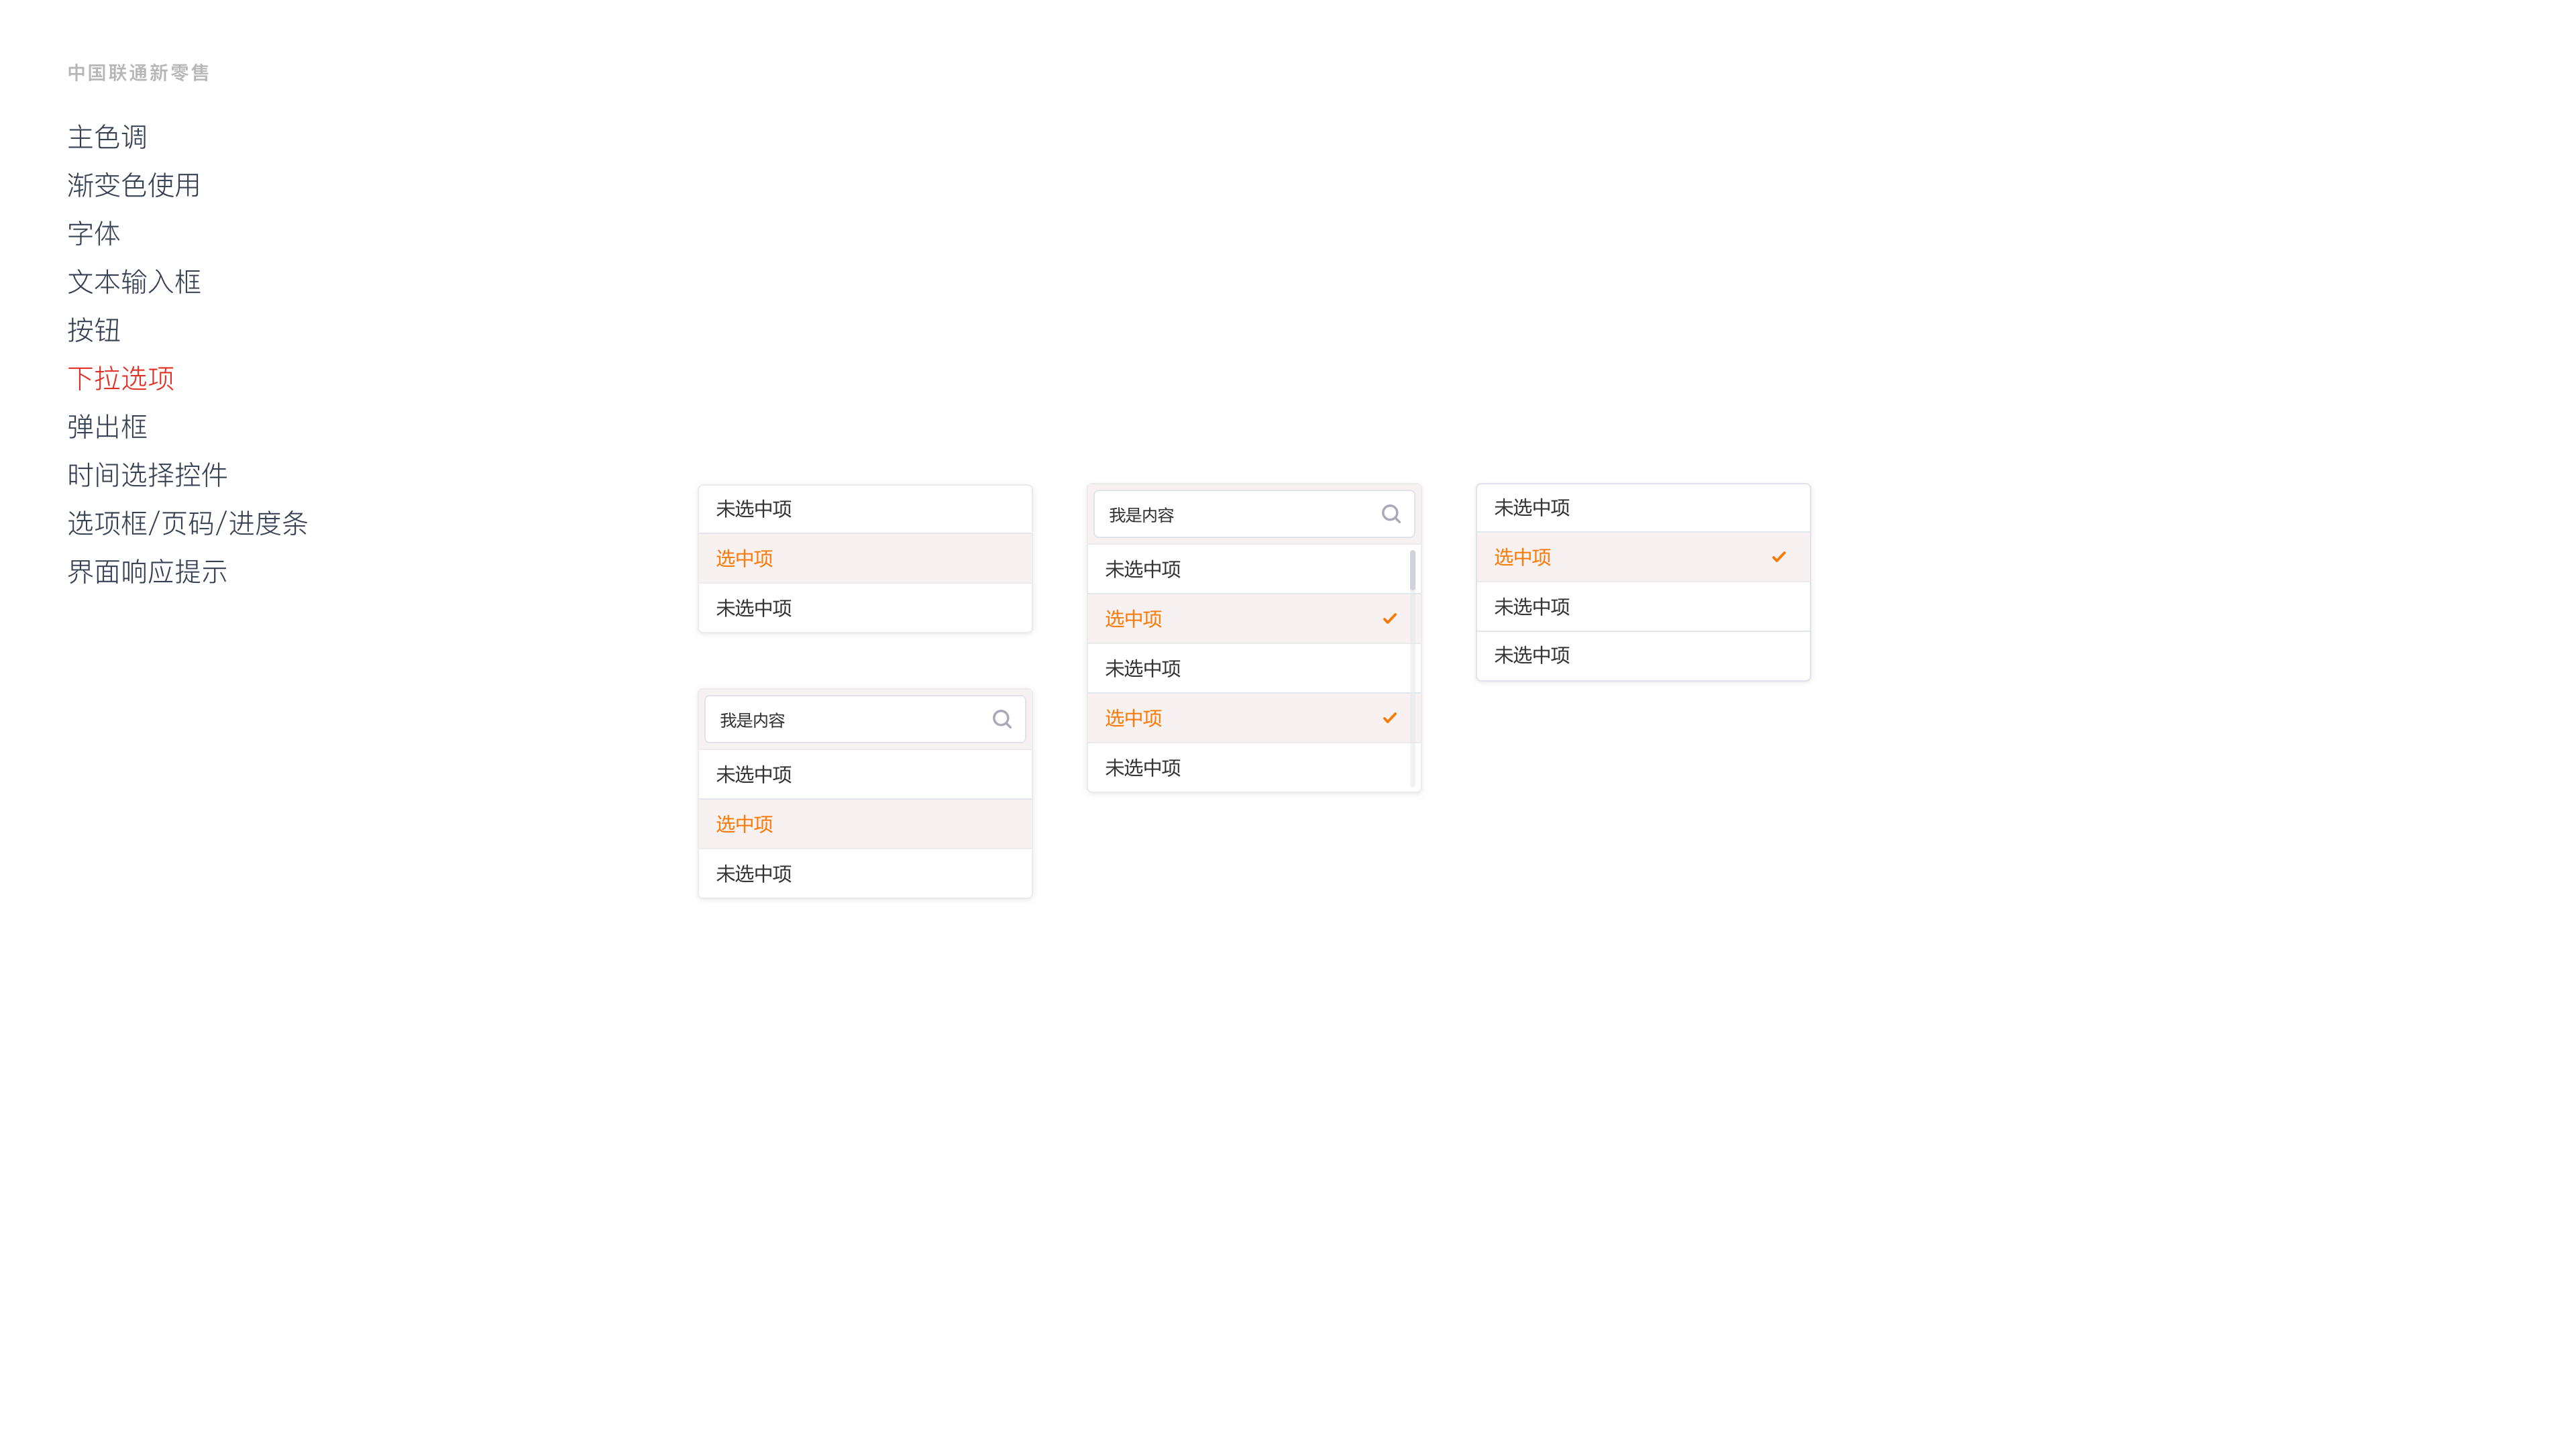 中国联通新零售
主色调
渐变色使用
字体
文本输入框
按钮
下拉选项
弹出框
时间选择控件
选项框/页码/进度条
界面响应提示
未选中项
选中项
未选中项
我是内容
未选中项
选中项
未选中项
我是内容
未选中项
选中项
未选中项
选中项
未选中项
未选中项
选中项
未选中项
未选中项